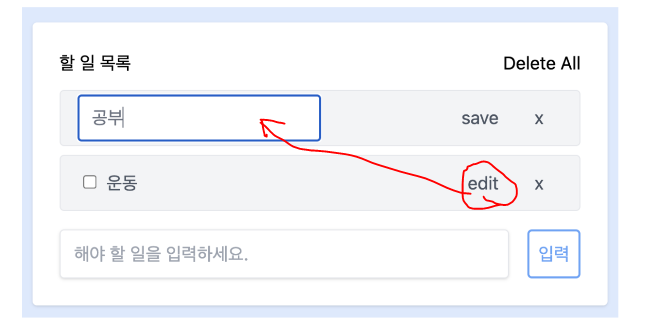 할 일 목록 Delete All
공부 save x
운동 edit x
해야 할 일을 입력하세요. 입력